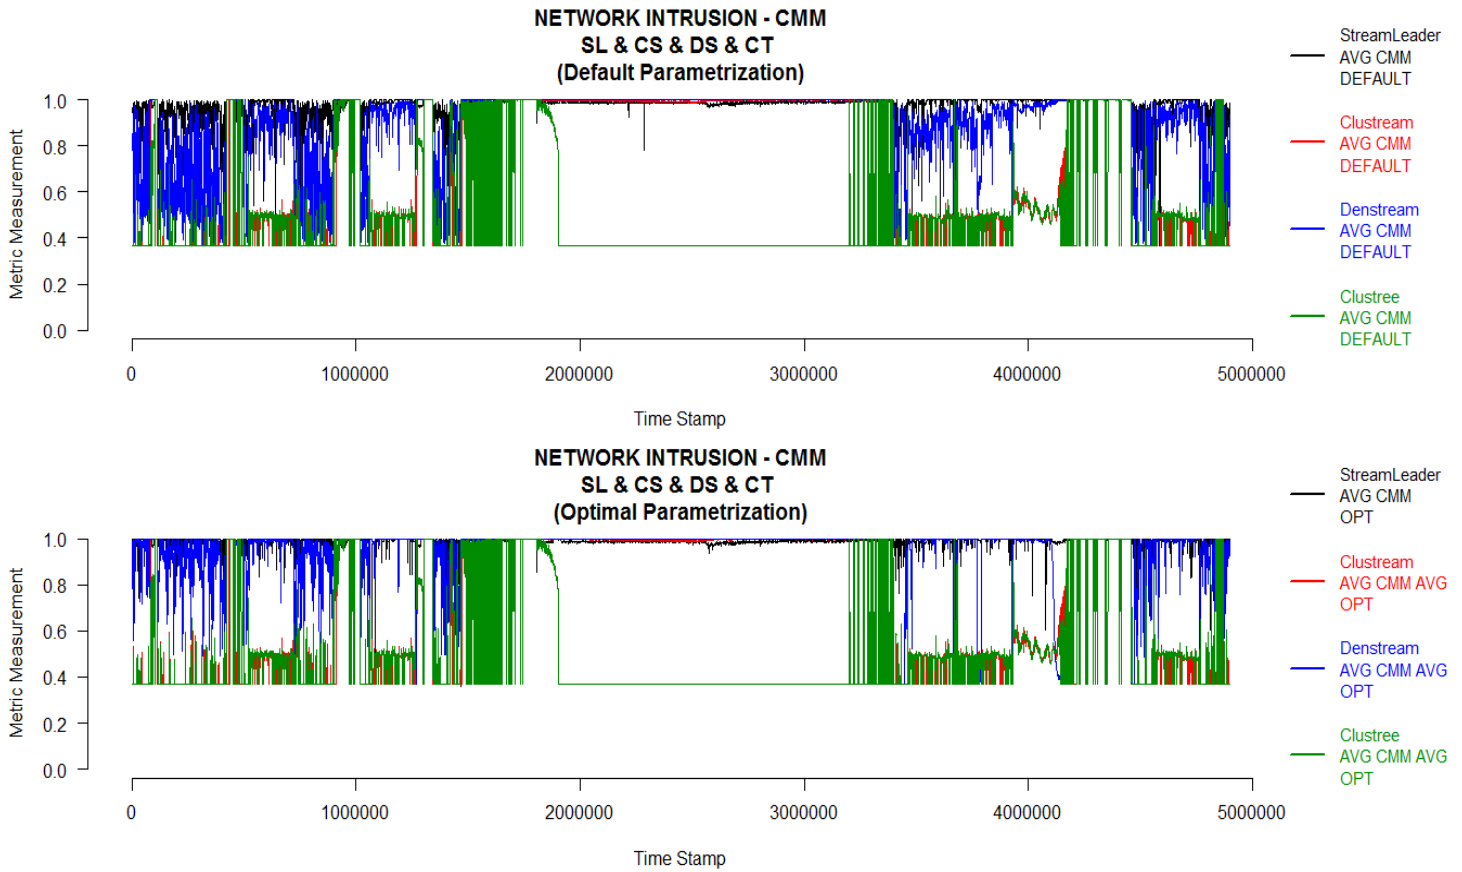 NETWORK INTRUSION - CMM
SL & CS & DS & CT
(Default Parametrization)
Metric Measurement
1.0
0.8
0.6
0.4
0.2
0.0
0
1000000
2000000
3000000
4000000
5000000
Time Stamp
StreamLeader
AVG CMM
DEFAULT
Clustream
AVG CMM
DEFAULT
Denstream
AVG CMM
DEFAULT
Clustree
AVG CMM
DEFAULT
NETWORK INTRUSION - CMM
SL & CS & DS & CT
(Optimal Parametrization)
Metric Measurement
1.0
0.8
0.6
0.4
0.2
0.0
0
1000000
2000000
3000000
4000000
5000000
Time Stamp
StreamLeader
AVG CMM
OPT
Clustream
AVG CMM AVG
OPT
Denstream
AVG CMM AVG
OPT
Clustree
AVG CMM AVG
OPT